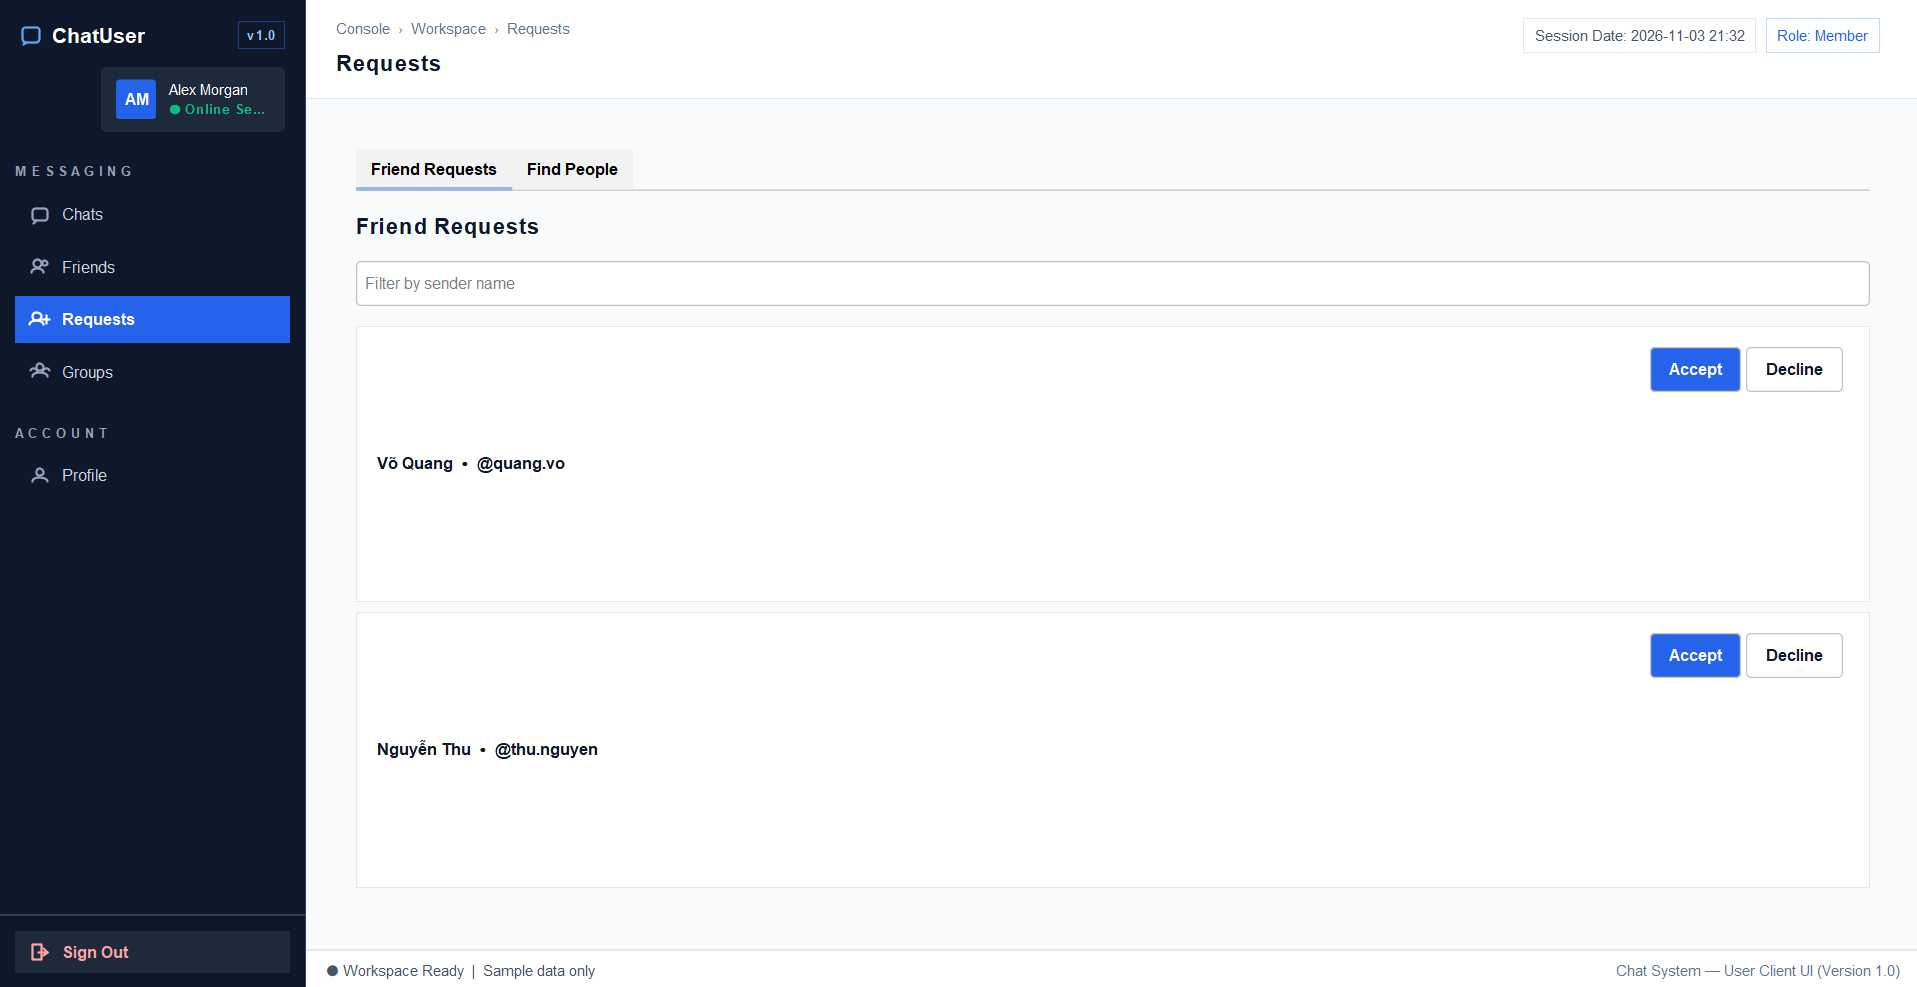 ChatUser
v1.0
AM
Alex Morgan
Online Se...
MESSAGING
Chats
Friends
Requests
Groups
ACCOUNT
Profile
Sign Out
Console › Workspace › Requests
Requests
Session Date: 2026-11-03 21:32
Role: Member
Friend Requests
Find People
Friend Requests
Filter by sender name
Accept
Decline
Võ Quang • @quang.vo
Accept
Decline
Nguyễn Thu • @thu.nguyen
Workspace Ready | Sample data only
Chat System — User Client UI (Version 1.0)